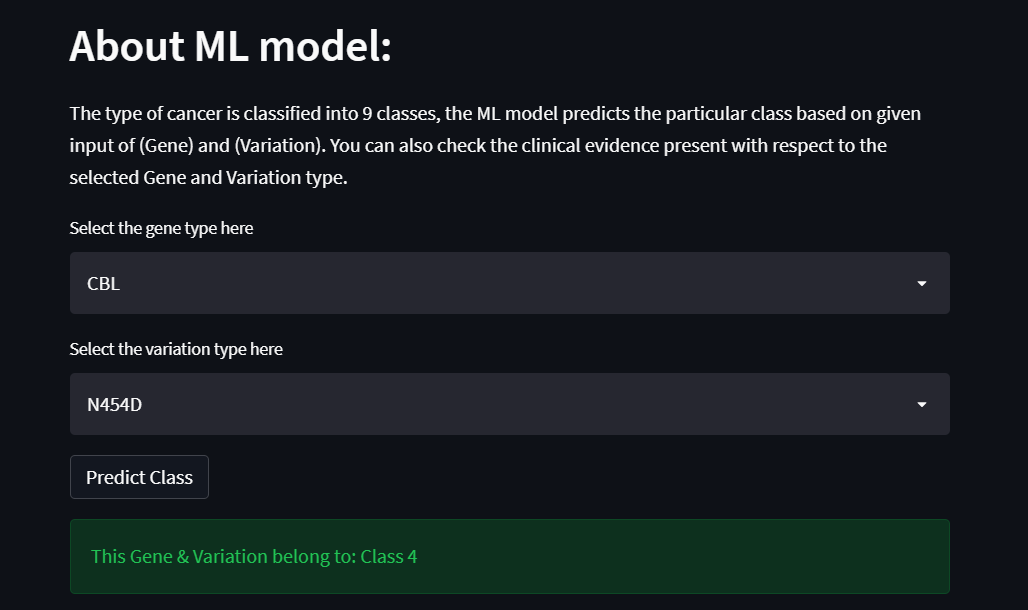 About ML model:
The type of cancer is classified into 9 classes, the ML model predicts the particular class based on given
input of (Gene) and (Variation). You can also check the clinical evidence present with respect to the
selected Gene and Variation type.
Select the gene type here
CBL
Select the variation type here
N454D
Predict Class
This Gene & Variation belong to: Class 4